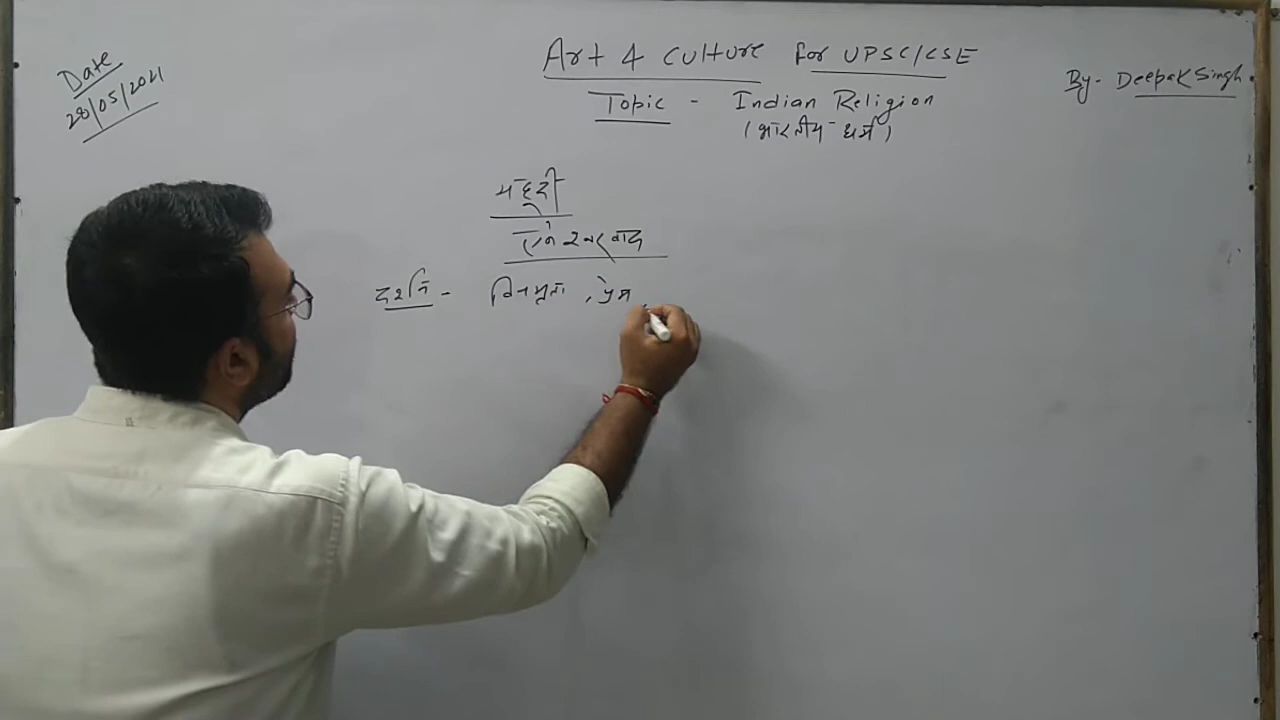 Date
28/05/2021
Art & Culture for UPSC/CSE
By- Deepak Singh
Topic - Indian Religion
(भारतीय धर्म)
यहूदी
एकेश्वरवाद
दर्शन - विनम्रता, प्रेम